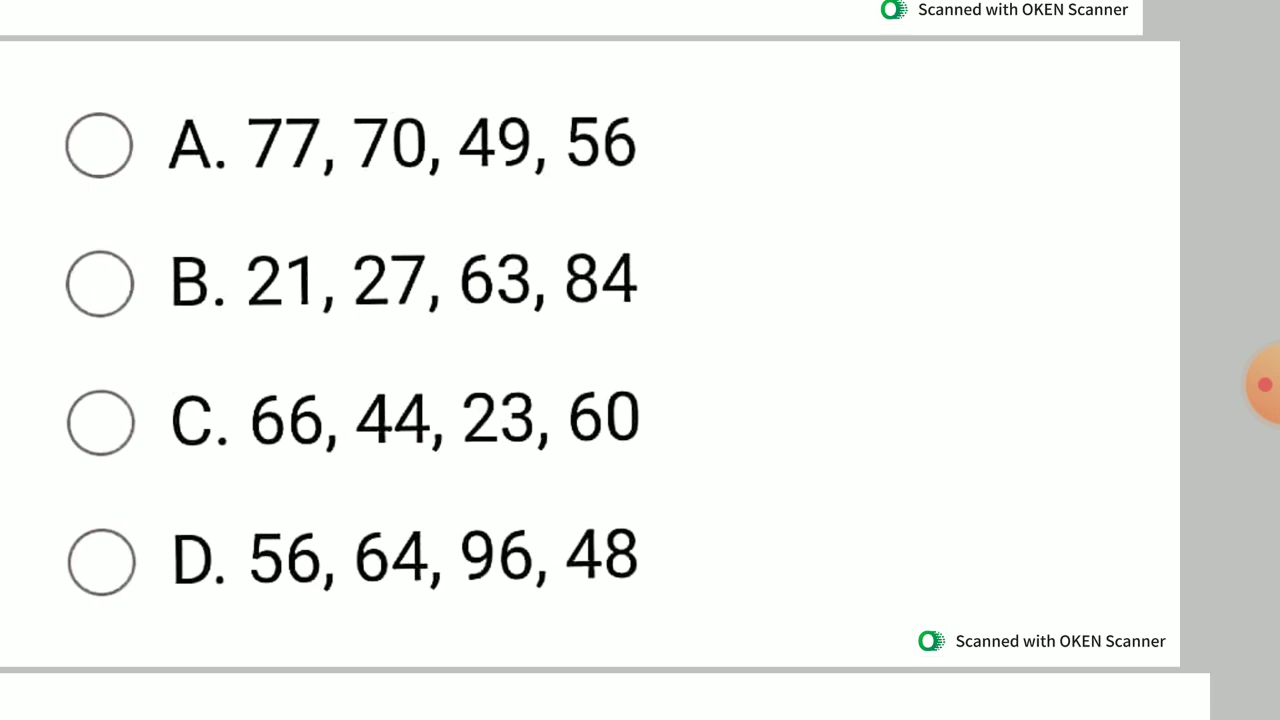 Scanned with OKEN Scanner
A. 77, 70, 49, 56
B. 21, 27, 63, 84
C. 66, 44, 23, 60
D. 56, 64, 96, 48
Scanned with OKEN Scanner